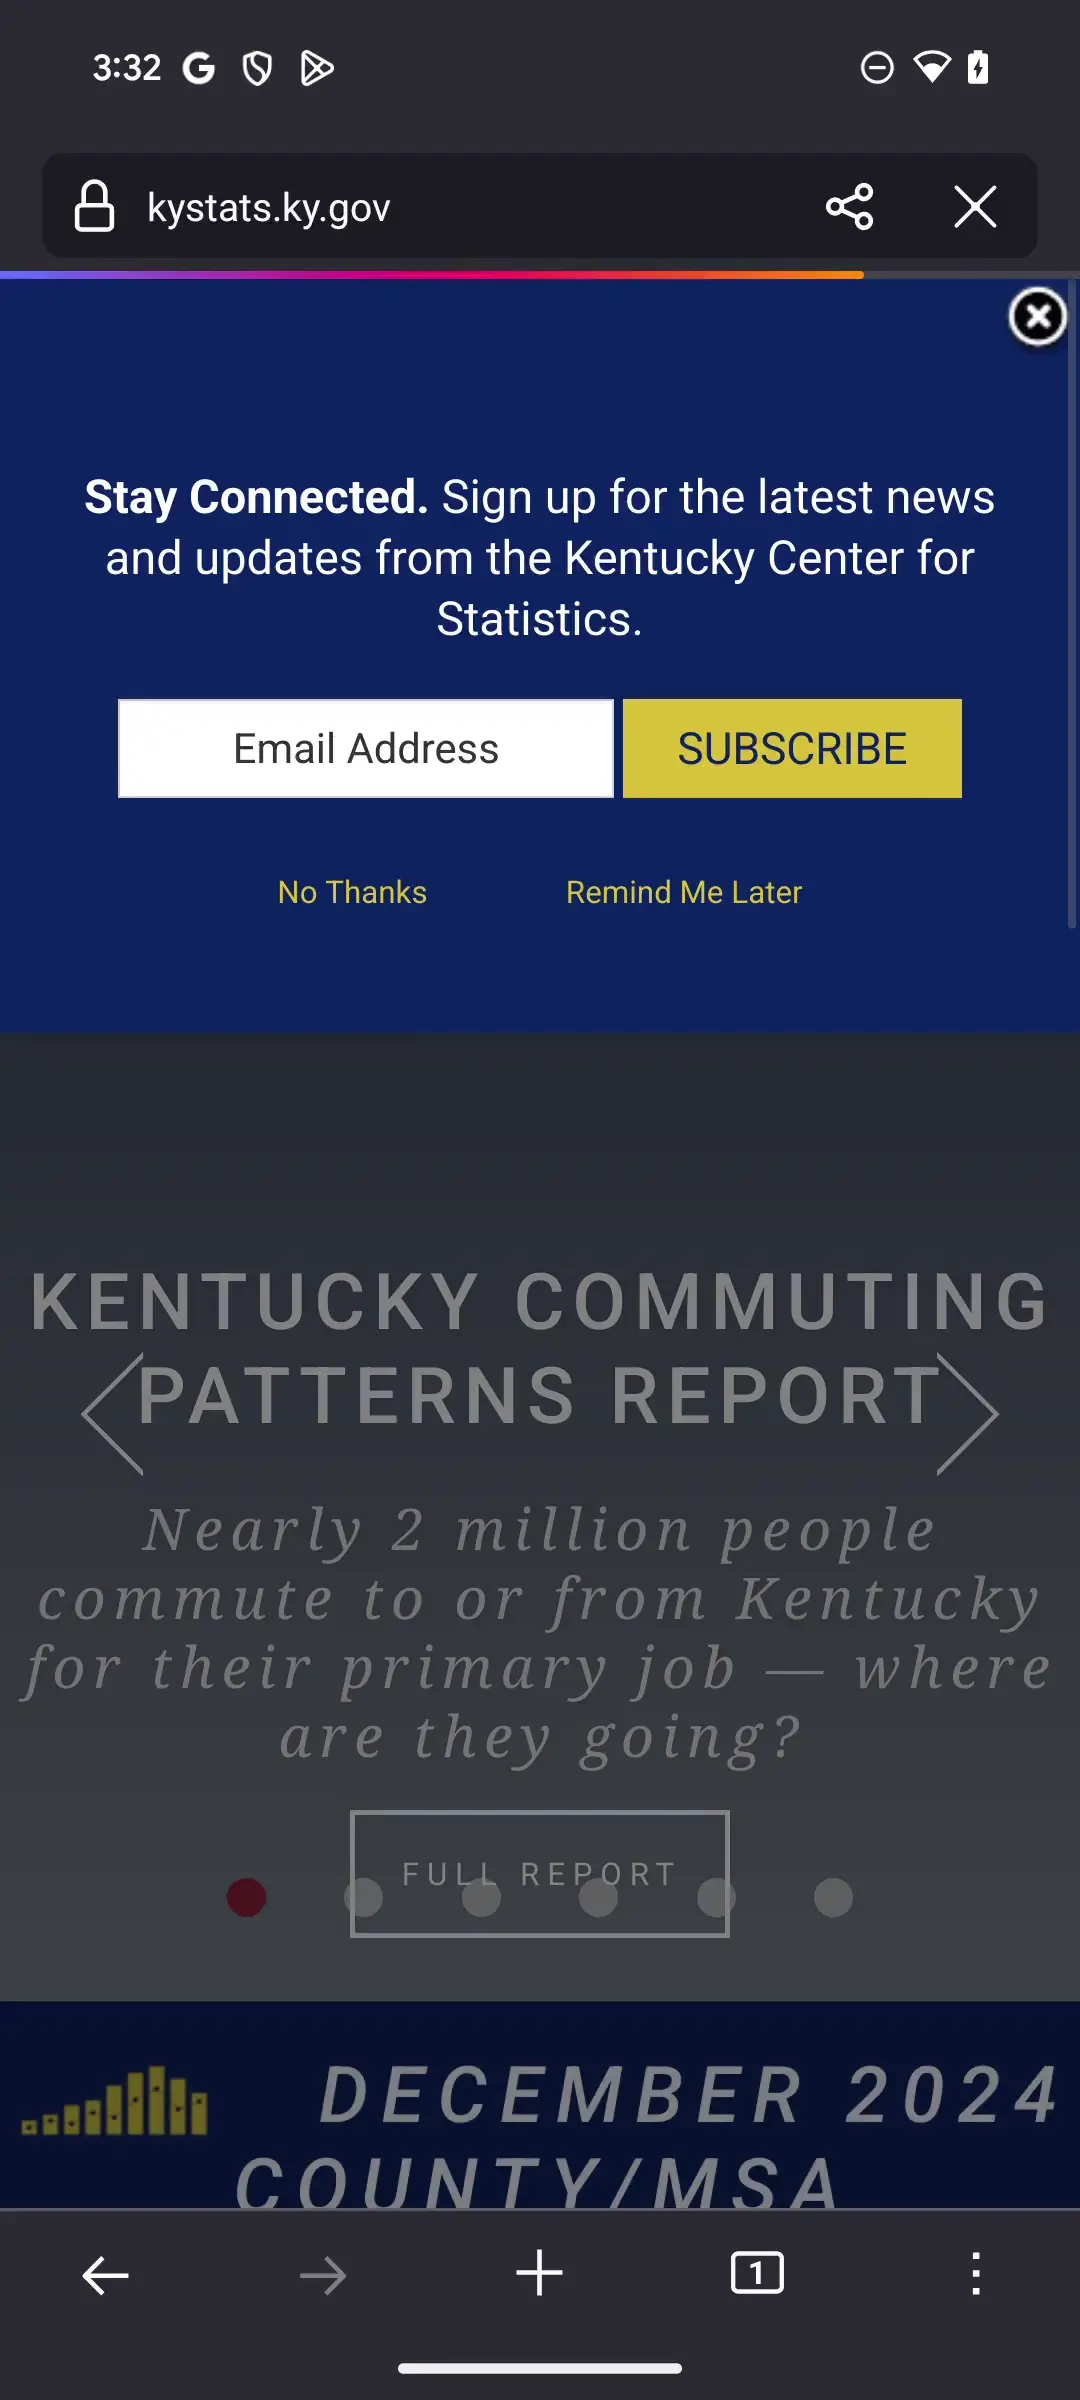 3:32
kystats.ky.gov
Stay Connected. Sign up for the latest news
and updates from the Kentucky Center for
Statistics.
Email Address
SUBSCRIBE
No Thanks
Remind Me Later
KENTUCKY COMMUTING
PATTERNS REPORT
Nearly 2 million people
commute to or from Kentucky
for their primary job — where
are they going?
FULL REPORT
DECEMBER 2024
COUNTY/MSA
1